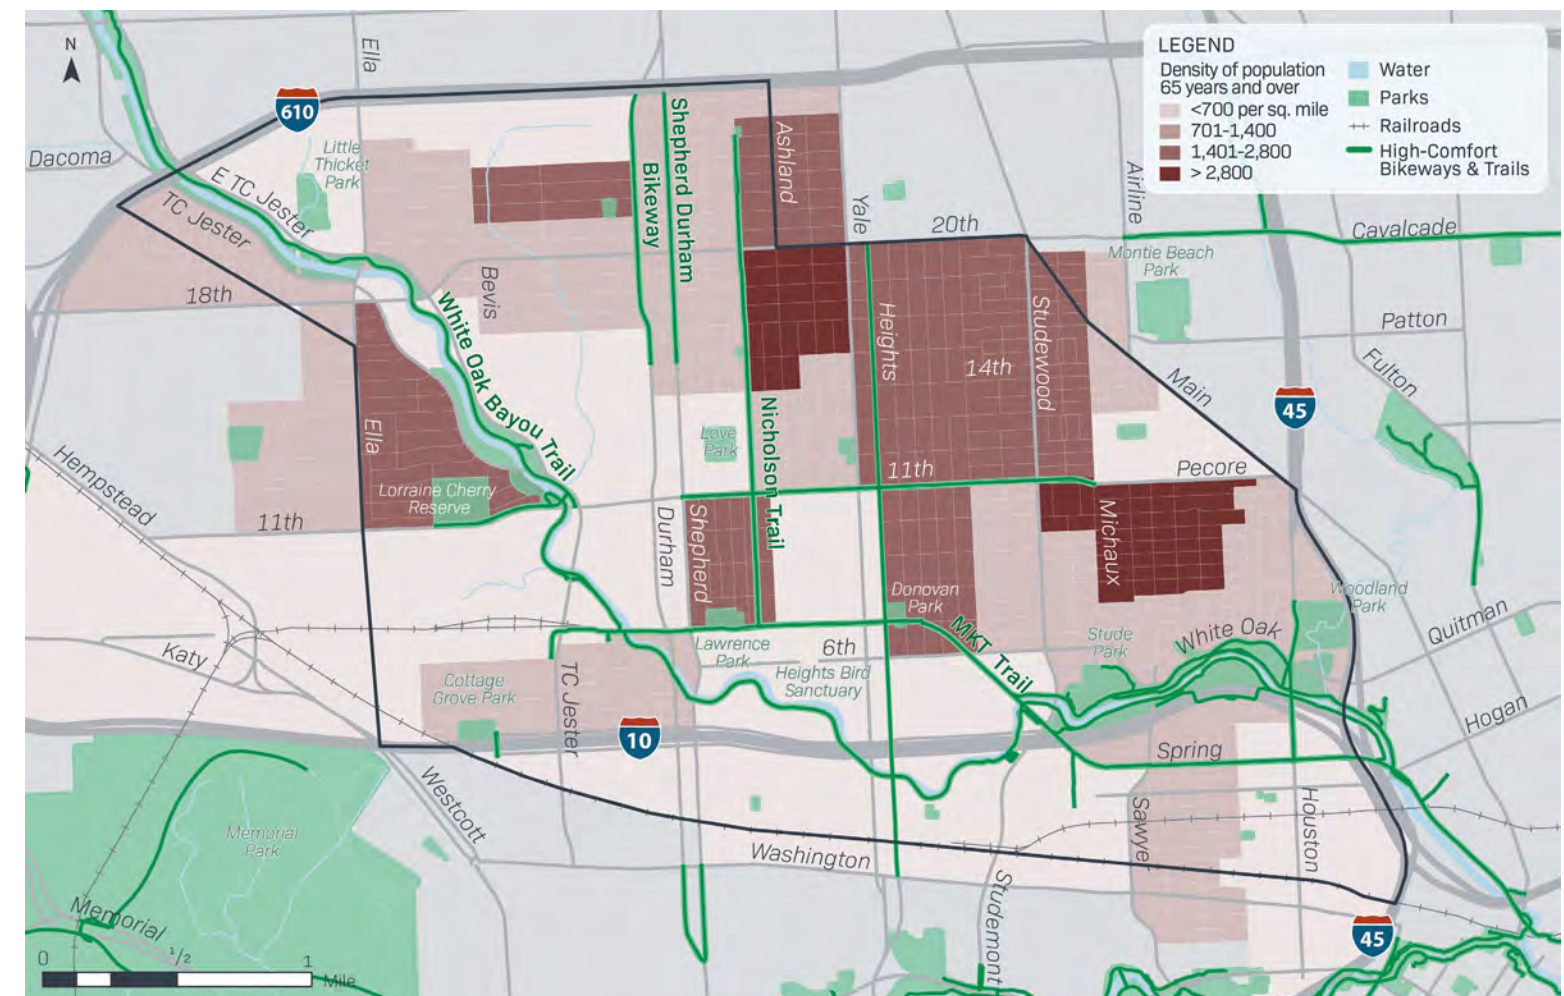 N
Ella
610
Dacoma
Little
Thicket
Park
E TC Jester
TC Jester
18th
Bevis
Shepherd Durham
Bikeway
Ashland
Yale
20th
Airline
LEGEND
Density of population
65 years and over
<700 per sq. mile
701-1,400
1,401-2,800
> 2,800
Water
Parks
Railroads
High-Comfort
Bikeways & Trails
Cavalcade
Montie Beach
Park
Patton
Fulton
Main
45
White Oak Bayou Trail
Heights
14th
Studewood
Ella
Love
Park
Nicholson Trail
11th
Pecore
Hempstead
Lorraine Cherry
Reserve
11th
Durham
Shepherd
Michaux
Donovan
Park
Woodland
Park
Quitman
Katy
Lawrence
Park
6th
MKT Trail
Stude
Park
White Oak
Heights Bird
Sanctuary
Cottage
Grove Park
TC Jester
10
Hogan
Spring
Westcott
Memorial
Park
Washington
Sawyer
Houston
Studemont
Memorial
45
0
1/2
1
Mile